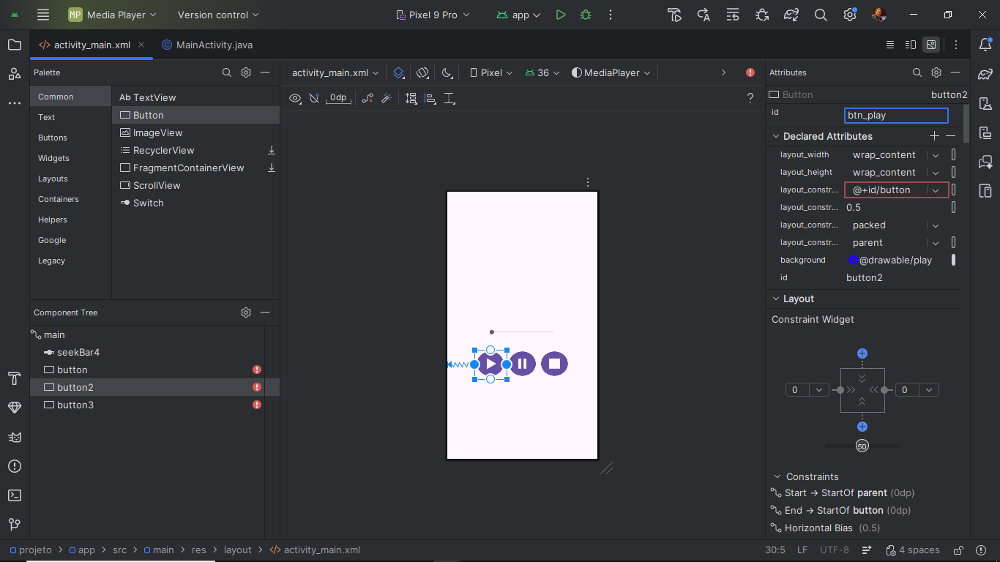 MP Media Player Version control Pixel 9 Pro app
activity_main.xml MainActivity.java
Palette
Common
Text
Buttons
Widgets
Layouts
Containers
Helpers
Google
Legacy
Ab TextView
Button
ImageView
RecyclerView
FragmentContainerView
ScrollView
Switch
Component Tree
main
seekBar4
button
button2
button3
activity_main.xml Pixel 36 MediaPlayer
0dp ?
Attributes
Button button2
id btn_play
Declared Attributes
layout_width wrap_content
layout_height wrap_content
layout_constr... @+id/button
layout_constr... 0.5
layout_constr... packed
layout_constr... parent
background @drawable/play
id button2
Layout
Constraint Widget
0 0
50
Constraints
Start → StartOf parent (0dp)
End → StartOf button (0dp)
Horizontal Bias (0.5)
projeto > app > src > main > res > layout > activity_main.xml 30:5 LF UTF-8 4 spaces